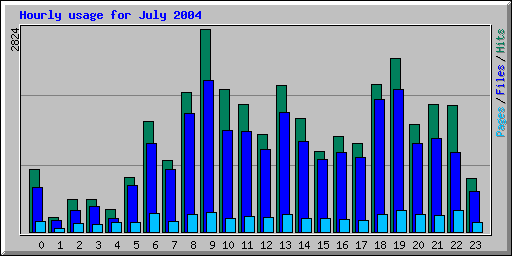 Hourly usage for July 2004
2824
Pages / Files / Hits
0 1 2 3 4 5 6 7 8 9 10 11 12 13 14 15 16 17 18 19 20 21 22 23